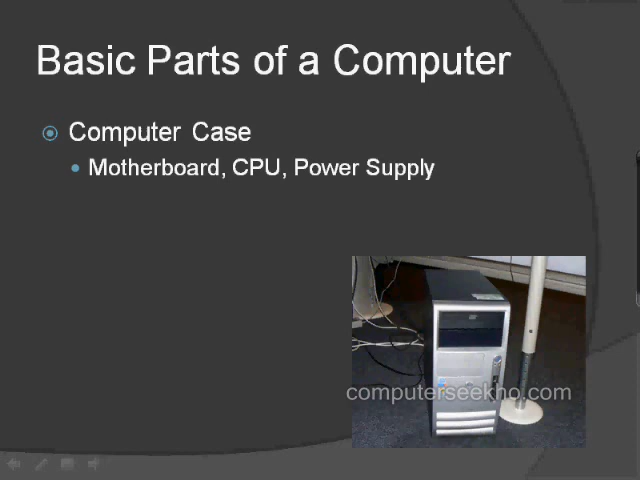 Basic Parts of a Computer
Computer Case
Motherboard, CPU, Power Supply
computerseekho.com